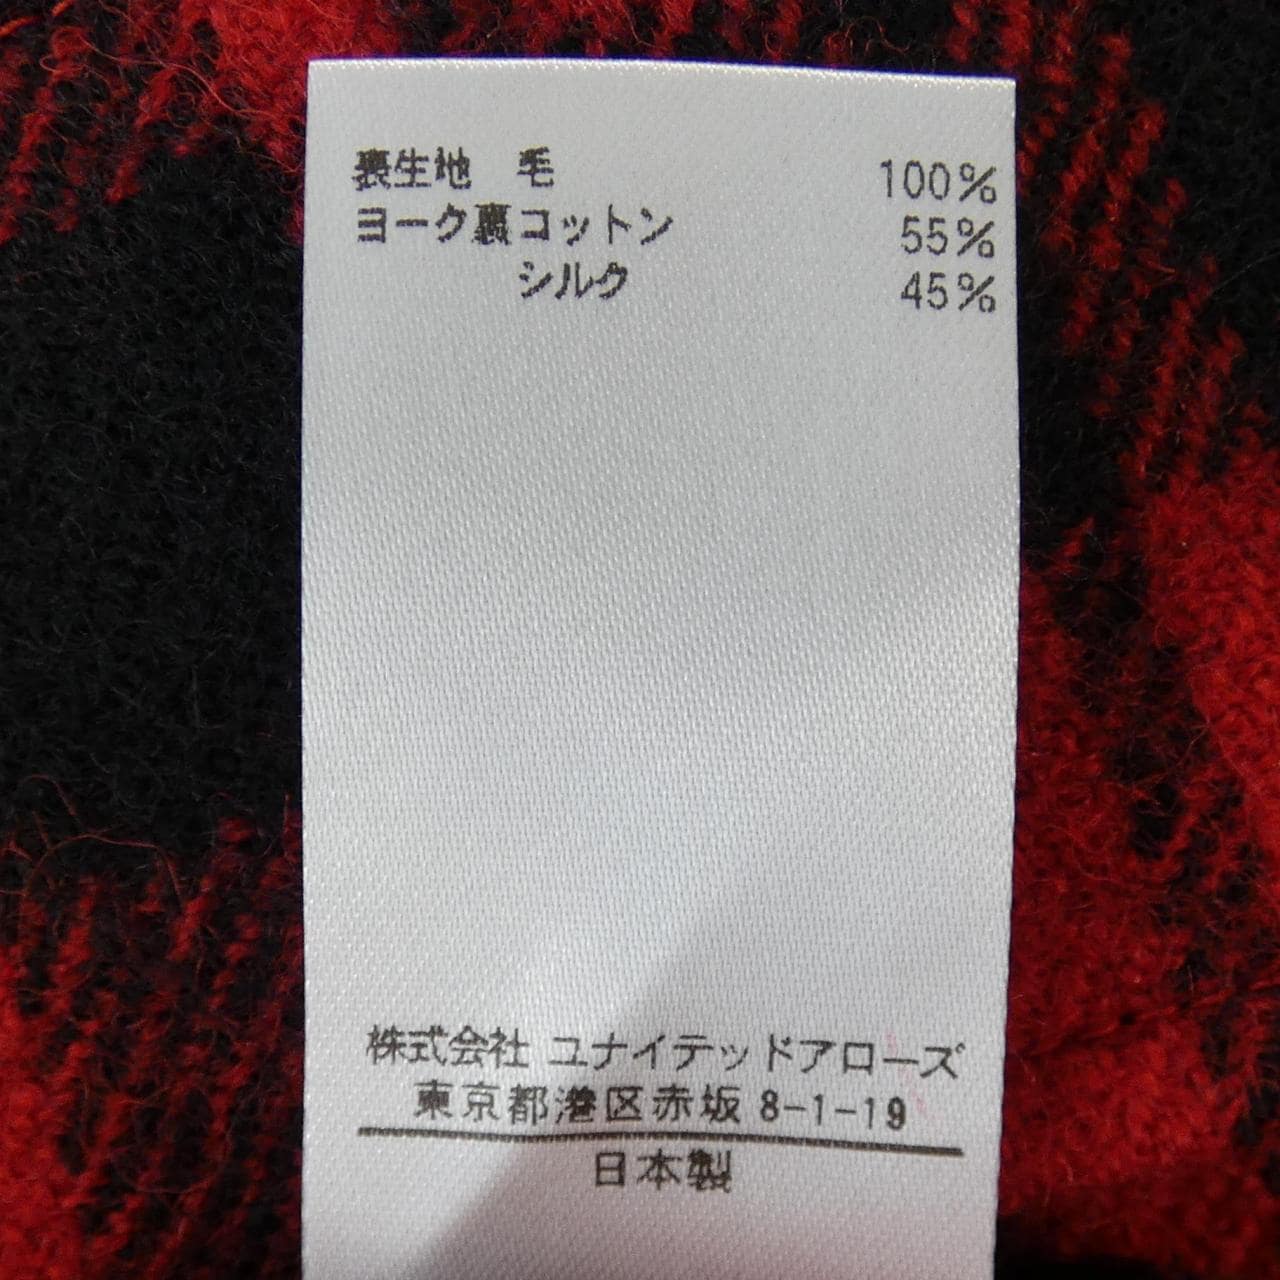 表生地 毛 100%
ヨーク裏コットン 55%
シルク 45%
株式会社 ユナイテッドアローズ
東京都港区赤坂 8-1-19
日本製